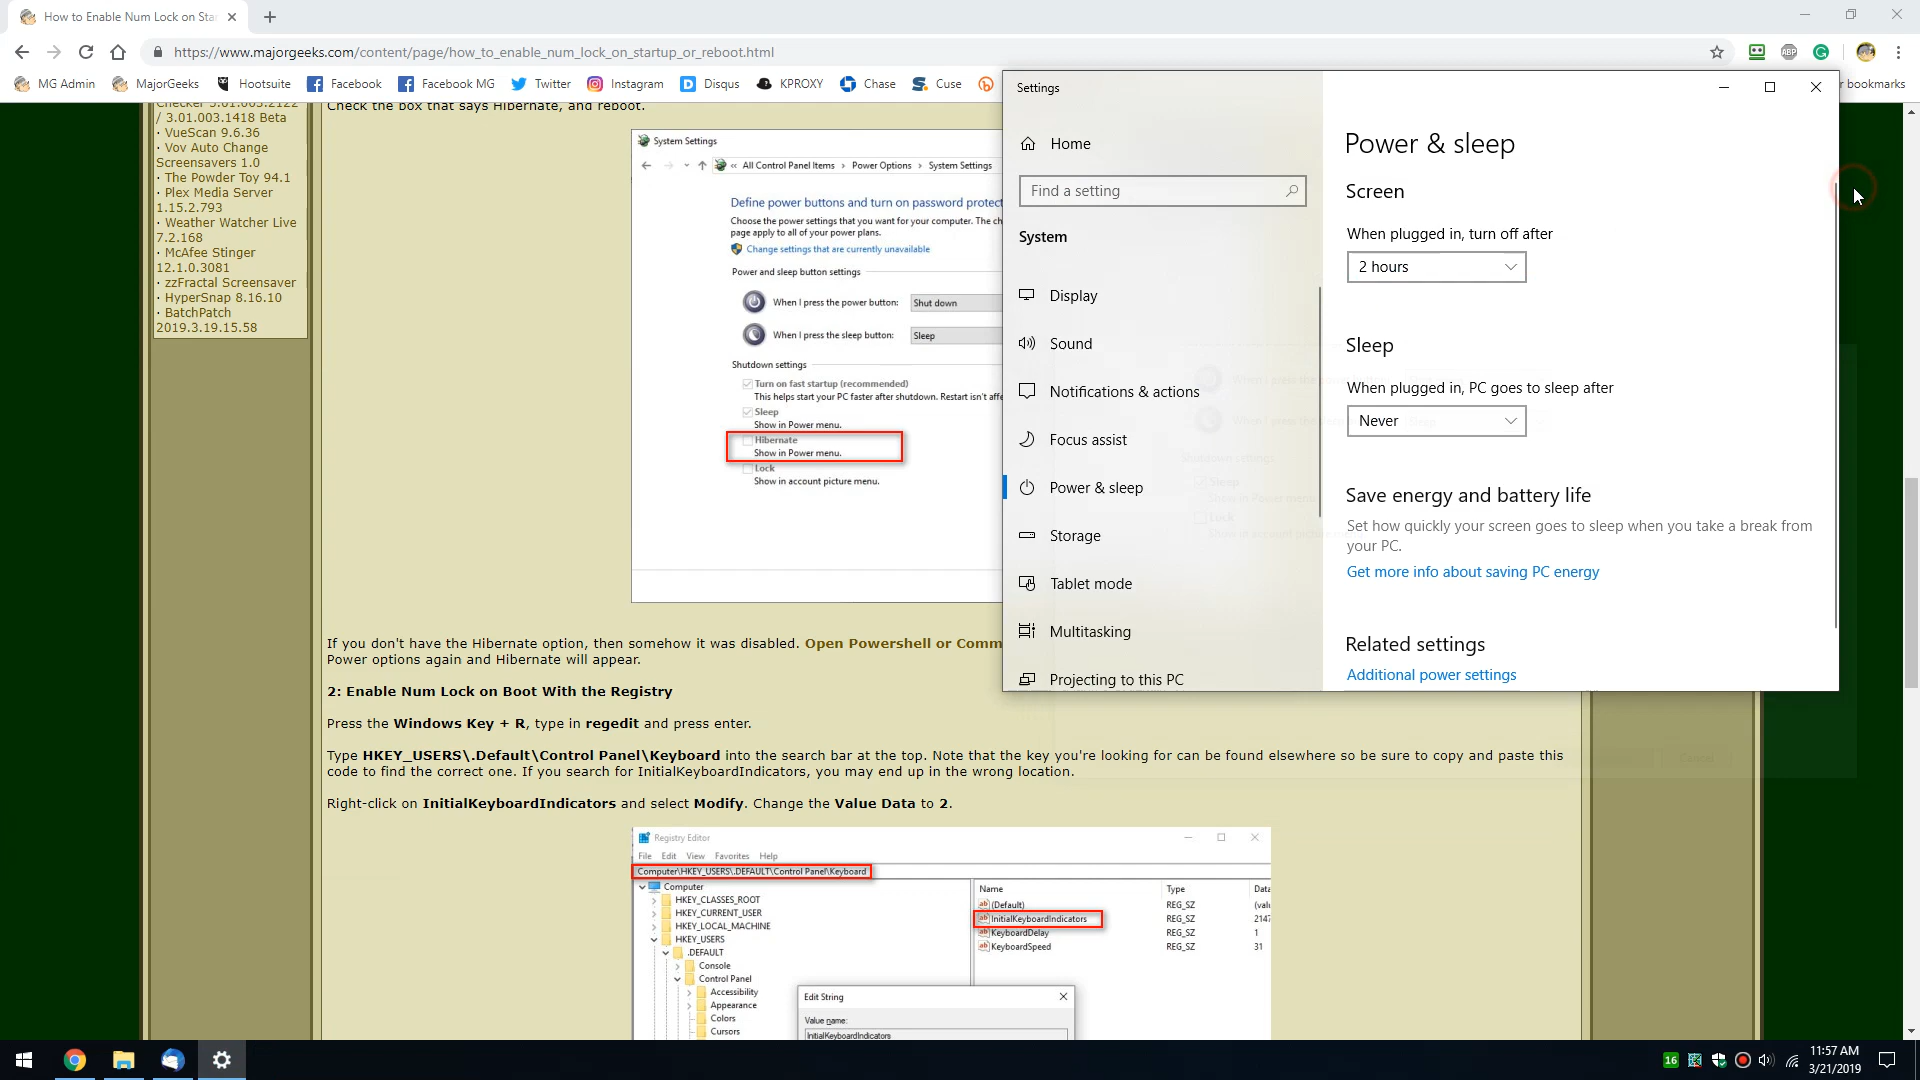 How to Enable Num Lock on Sta
https://www.majorgeeks.com/content/page/how_to_enable_num_lock_on_startup_or_reboot.html
ABP
MG Admin
MajorGeeks
Hootsuite
Facebook
Facebook MG
Twitter
Instagram
Disqus
KPROXY
Chase
Cuse
r bookmarks
Checker 3.01.003.2122
/ 3.01.003.1418 Beta
· VueScan 9.6.36
· Vov Auto Change
Screensavers 1.0
· The Powder Toy 94.1
· Plex Media Server
1.15.2.793
· Weather Watcher Live
7.2.168
· McAfee Stinger
12.1.0.3081
· zzFractal Screensaver
· HyperSnap 8.16.10
· BatchPatch
2019.3.19.15.58
Check the box that says Hibernate, and reboot.
System Settings
« All Control Panel Items > Power Options > System Settings
Define power buttons and turn on password protec
Choose the power settings that you want for your computer. The ch
page apply to all of your power plans.
Change settings that are currently unavailable
Power and sleep button settings
When I press the power button:
Shut down
When I press the sleep button:
Sleep
Shutdown settings
Turn on fast startup (recommended)
This helps start your PC faster after shutdown. Restart isn't affe
Sleep
Show in Power menu.
Hibernate
Show in Power menu.
Lock
Show in account picture menu.
If you don't have the Hibernate option, then somehow it was disabled. Open Powershell or Comm
Power options again and Hibernate will appear.
2: Enable Num Lock on Boot With the Registry
Press the Windows Key + R, type in regedit and press enter.
Type HKEY_USERS\.Default\Control Panel\Keyboard into the search bar at the top. Note that the key you're looking for can be found elsewhere so be sure to copy and paste this
code to find the correct one. If you search for InitialKeyboardIndicators, you may end up in the wrong location.
Right-click on InitialKeyboardIndicators and select Modify. Change the Value Data to 2.
Registry Editor
File Edit View Favorites Help
Computer\HKEY_USERS\.DEFAULT\Control Panel\Keyboard
Computer
HKEY_CLASSES_ROOT
HKEY_CURRENT_USER
HKEY_LOCAL_MACHINE
HKEY_USERS
.DEFAULT
Console
Control Panel
Accessibility
Appearance
Colors
Cursors
Name Type Data
(Default) REG_SZ (valu
InitialKeyboardIndicators REG_SZ 2147
KeyboardDelay REG_SZ 1
KeyboardSpeed REG_SZ 31
Edit String
Value name:
InitialKeyboardIndicators
Settings
Home
Find a setting
System
Display
Sound
Notifications & actions
Focus assist
Power & sleep
Storage
Tablet mode
Multitasking
Projecting to this PC
Power & sleep
Screen
When plugged in, turn off after
2 hours
Sleep
When plugged in, PC goes to sleep after
Never
Save energy and battery life
Set how quickly your screen goes to sleep when you take a break from
your PC.
Get more info about saving PC energy
Related settings
Additional power settings
Cancel
16
11:57 AM
3/21/2019